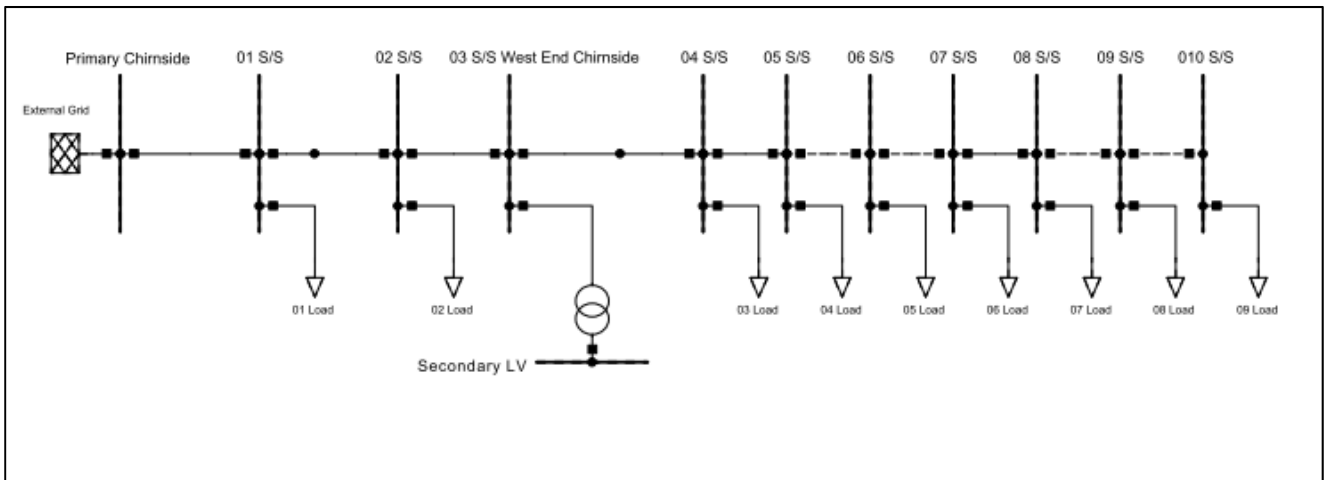 Primary Chirnside
01 S/S
02 S/S
03 S/S West End Chirnside
04 S/S
05 S/S
06 S/S
07 S/S
08 S/S
09 S/S
010 S/S
External Grid
01 Load
02 Load
03 Load
04 Load
05 Load
06 Load
07 Load
08 Load
09 Load
Secondary LV